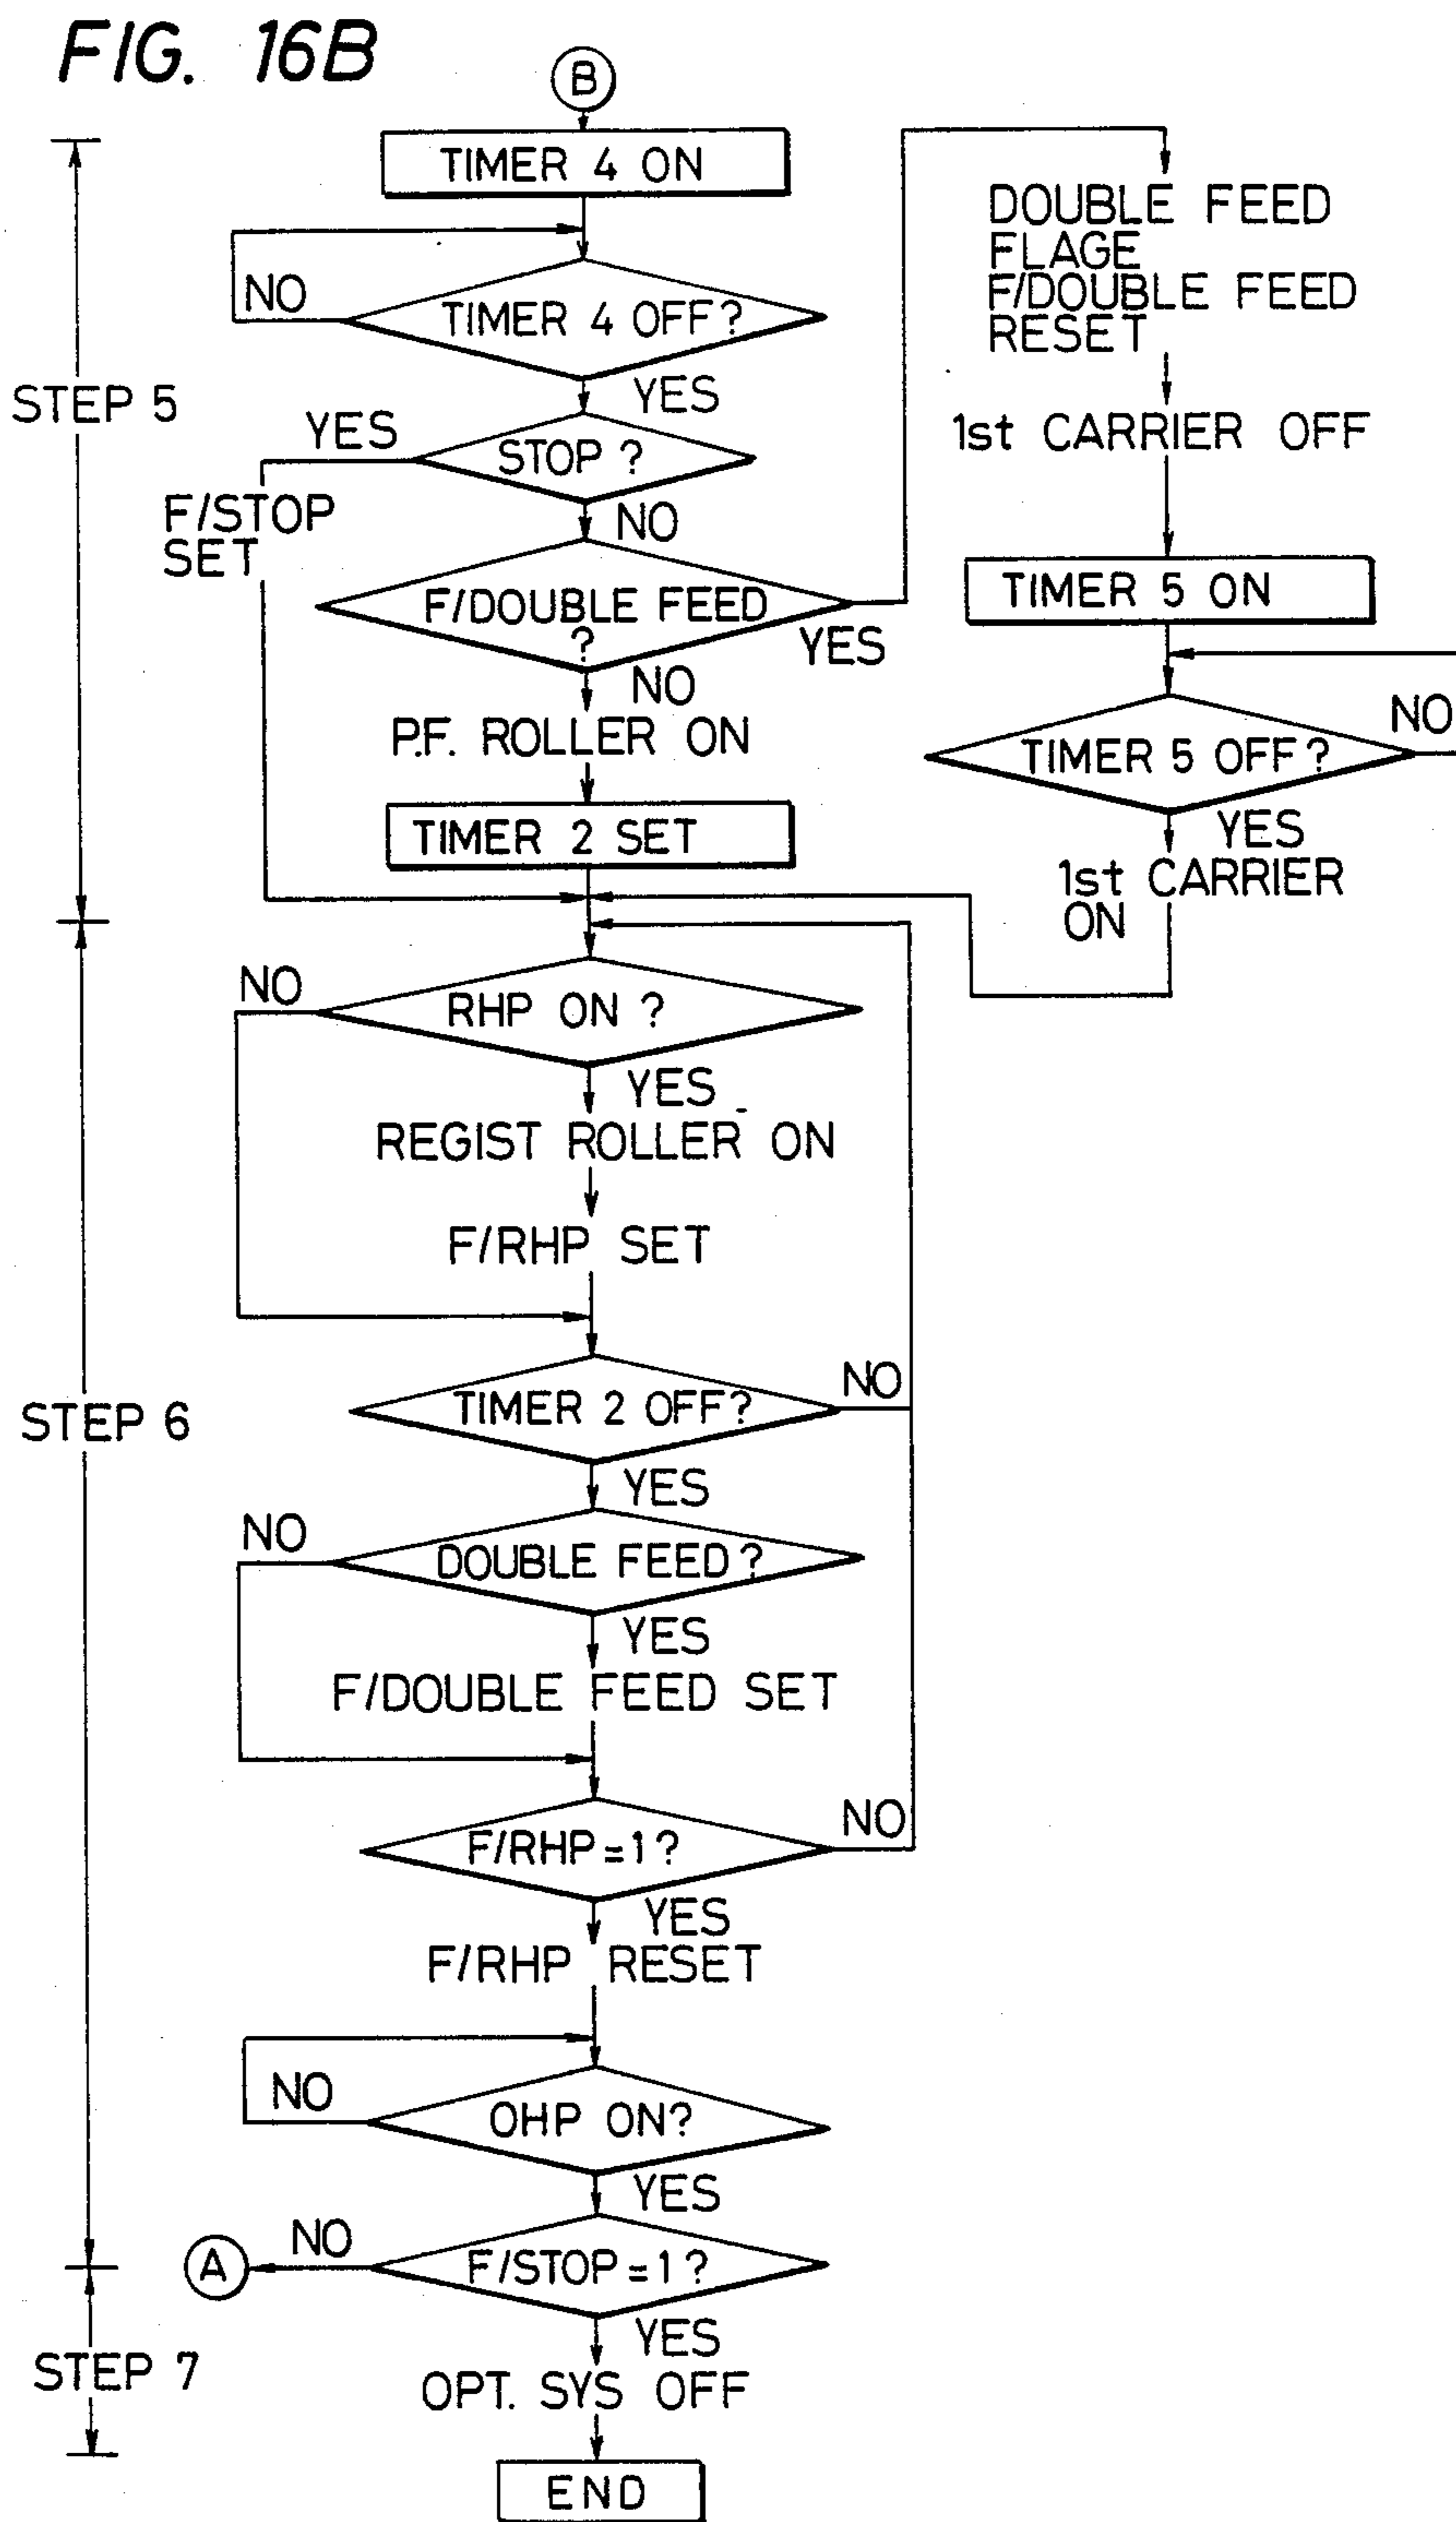 FIG. 16B
B
TIMER 4 ON
NO
TIMER 4 OFF?
YES
STEP 5
YES
STOP ?
F/STOP
SET
NO
F/DOUBLE FEED
?
YES
NO
P.F. ROLLER ON
TIMER 2 SET
DOUBLE FEED
FLAGE
F/DOUBLE FEED
RESET
1st CARRIER OFF
TIMER 5 ON
NO
TIMER 5 OFF?
YES
1st CARRIER
ON
NO
RHP ON ?
YES
REGIST ROLLER ON
F/RHP SET
STEP 6
TIMER 2 OFF?
NO
YES
NO
DOUBLE FEED?
YES
F/DOUBLE FEED SET
F/RHP=1?
NO
YES
F/RHP RESET
NO
OHP ON?
YES
A
NO
F/STOP=1?
YES
STEP 7
OPT. SYS OFF
END